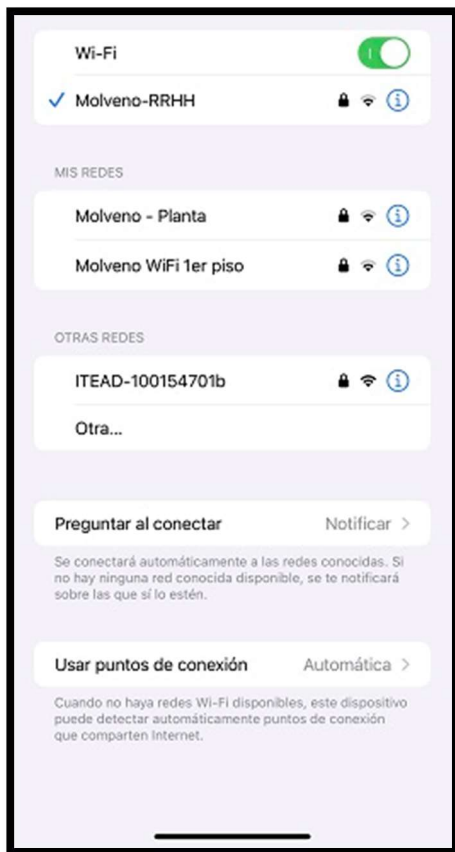 Wi-Fi
Molveno-RRHH
MIS REDES
Molveno - Planta
Molveno WiFi 1er piso
OTRAS REDES
ITEAD-100154701b
Otra...
Preguntar al conectar Notificar
Se conectará automáticamente a las redes conocidas. Si
no hay ninguna red conocida disponible, se te notificará
sobre las que sí lo estén.
Usar puntos de conexión Automática
Cuando no haya redes Wi-Fi disponibles, este dispositivo
puede detectar automáticamente puntos de conexión
que comparten Internet.